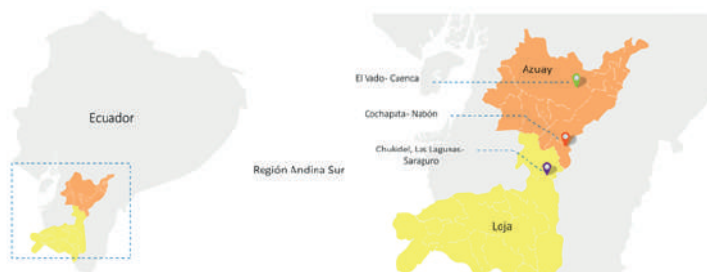 Ecuador
Región Andina Sur
Azuay
El Vado- Cuenca
Cochapata- Nabón
Chukidel, Las Lagunas-
Saraguro
Loja